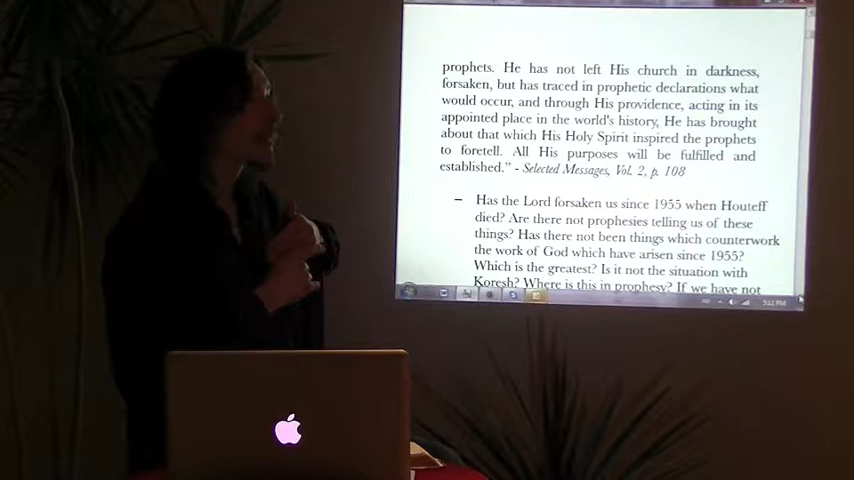 prophets. He has not left His church in darkness,
forsaken, but has traced in prophetic declarations what
would occur, and through His providence, acting in its
appointed place in the world's history, He has brought
about that which His Holy Spirit inspired the prophets
to foretell. All His purposes will be fulfilled and
established." - Selected Messages, Vol. 2, p. 108
– Has the Lord forsaken us since 1955 when Houteff
died? Are there not prophesies telling us of these
things? Has there not been things which counterwork
the work of God which have arisen since 1955?
Which is the greatest? Is it not the situation with
Koresh? Where is this in prophesy? If we have not
5:12 PM